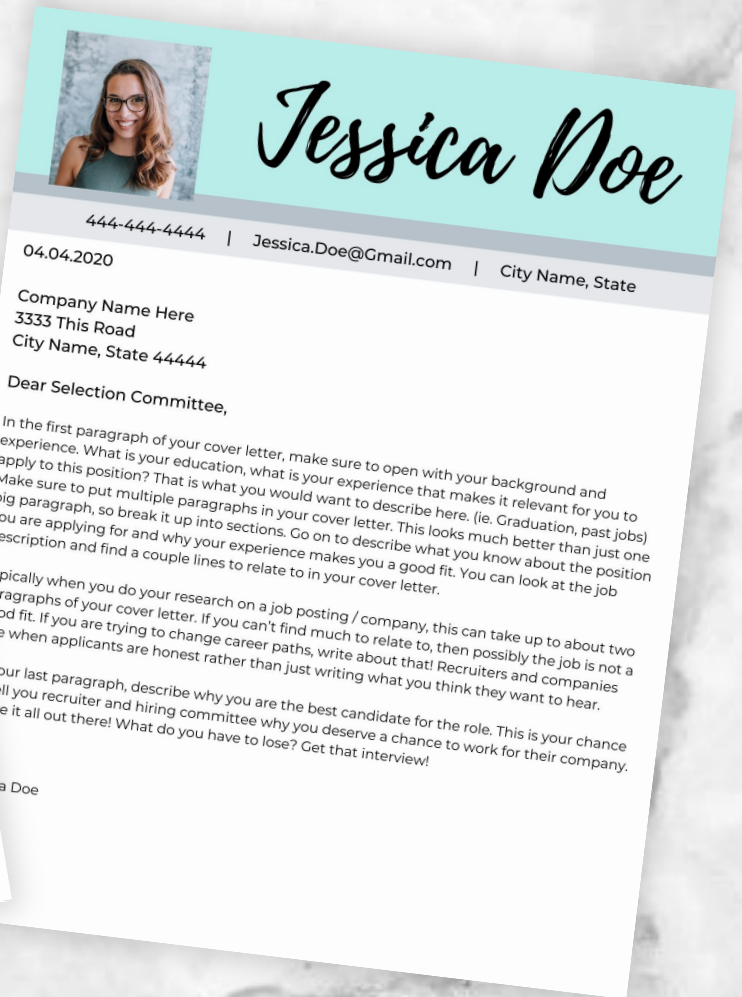 Jessica Doe
444-444-4444 | Jessica.Doe@Gmail.com | City Name, State
04.04.2020
Company Name Here
3333 This Road
City Name, State 44444
Dear Selection Committee,
In the first paragraph of your cover letter, make sure to open with your background and
experience. What is your education, what is your experience that makes it relevant for you to
apply to this position? That is what you would want to describe here. (ie. Graduation, past jobs)
Make sure to put multiple paragraphs in your cover letter. This looks much better than just one
big paragraph, so break it up into sections. Go on to describe what you know about the position
you are applying for and why your experience makes you a good fit. You can look at the job
escription and find a couple lines to relate to in your cover letter.
pically when you do your research on a job posting / company, this can take up to about two
ragraphs of your cover letter. If you can't find much to relate to, then possibly the job is not a
od fit. If you are trying to change career paths, write about that! Recruiters and companies
e when applicants are honest rather than just writing what you think they want to hear.
our last paragraph, describe why you are the best candidate for the role. This is your chance
ell you recruiter and hiring committee why you deserve a chance to work for their company.
e it all out there! What do you have to lose? Get that interview!
a Doe